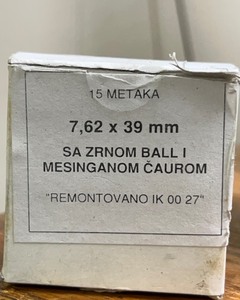 15 METAKA
7,62 x 39 mm
SA ZRNOM BALL I
MESINGANOM ČAUROM
"REMONTOVANO IK 00 27"